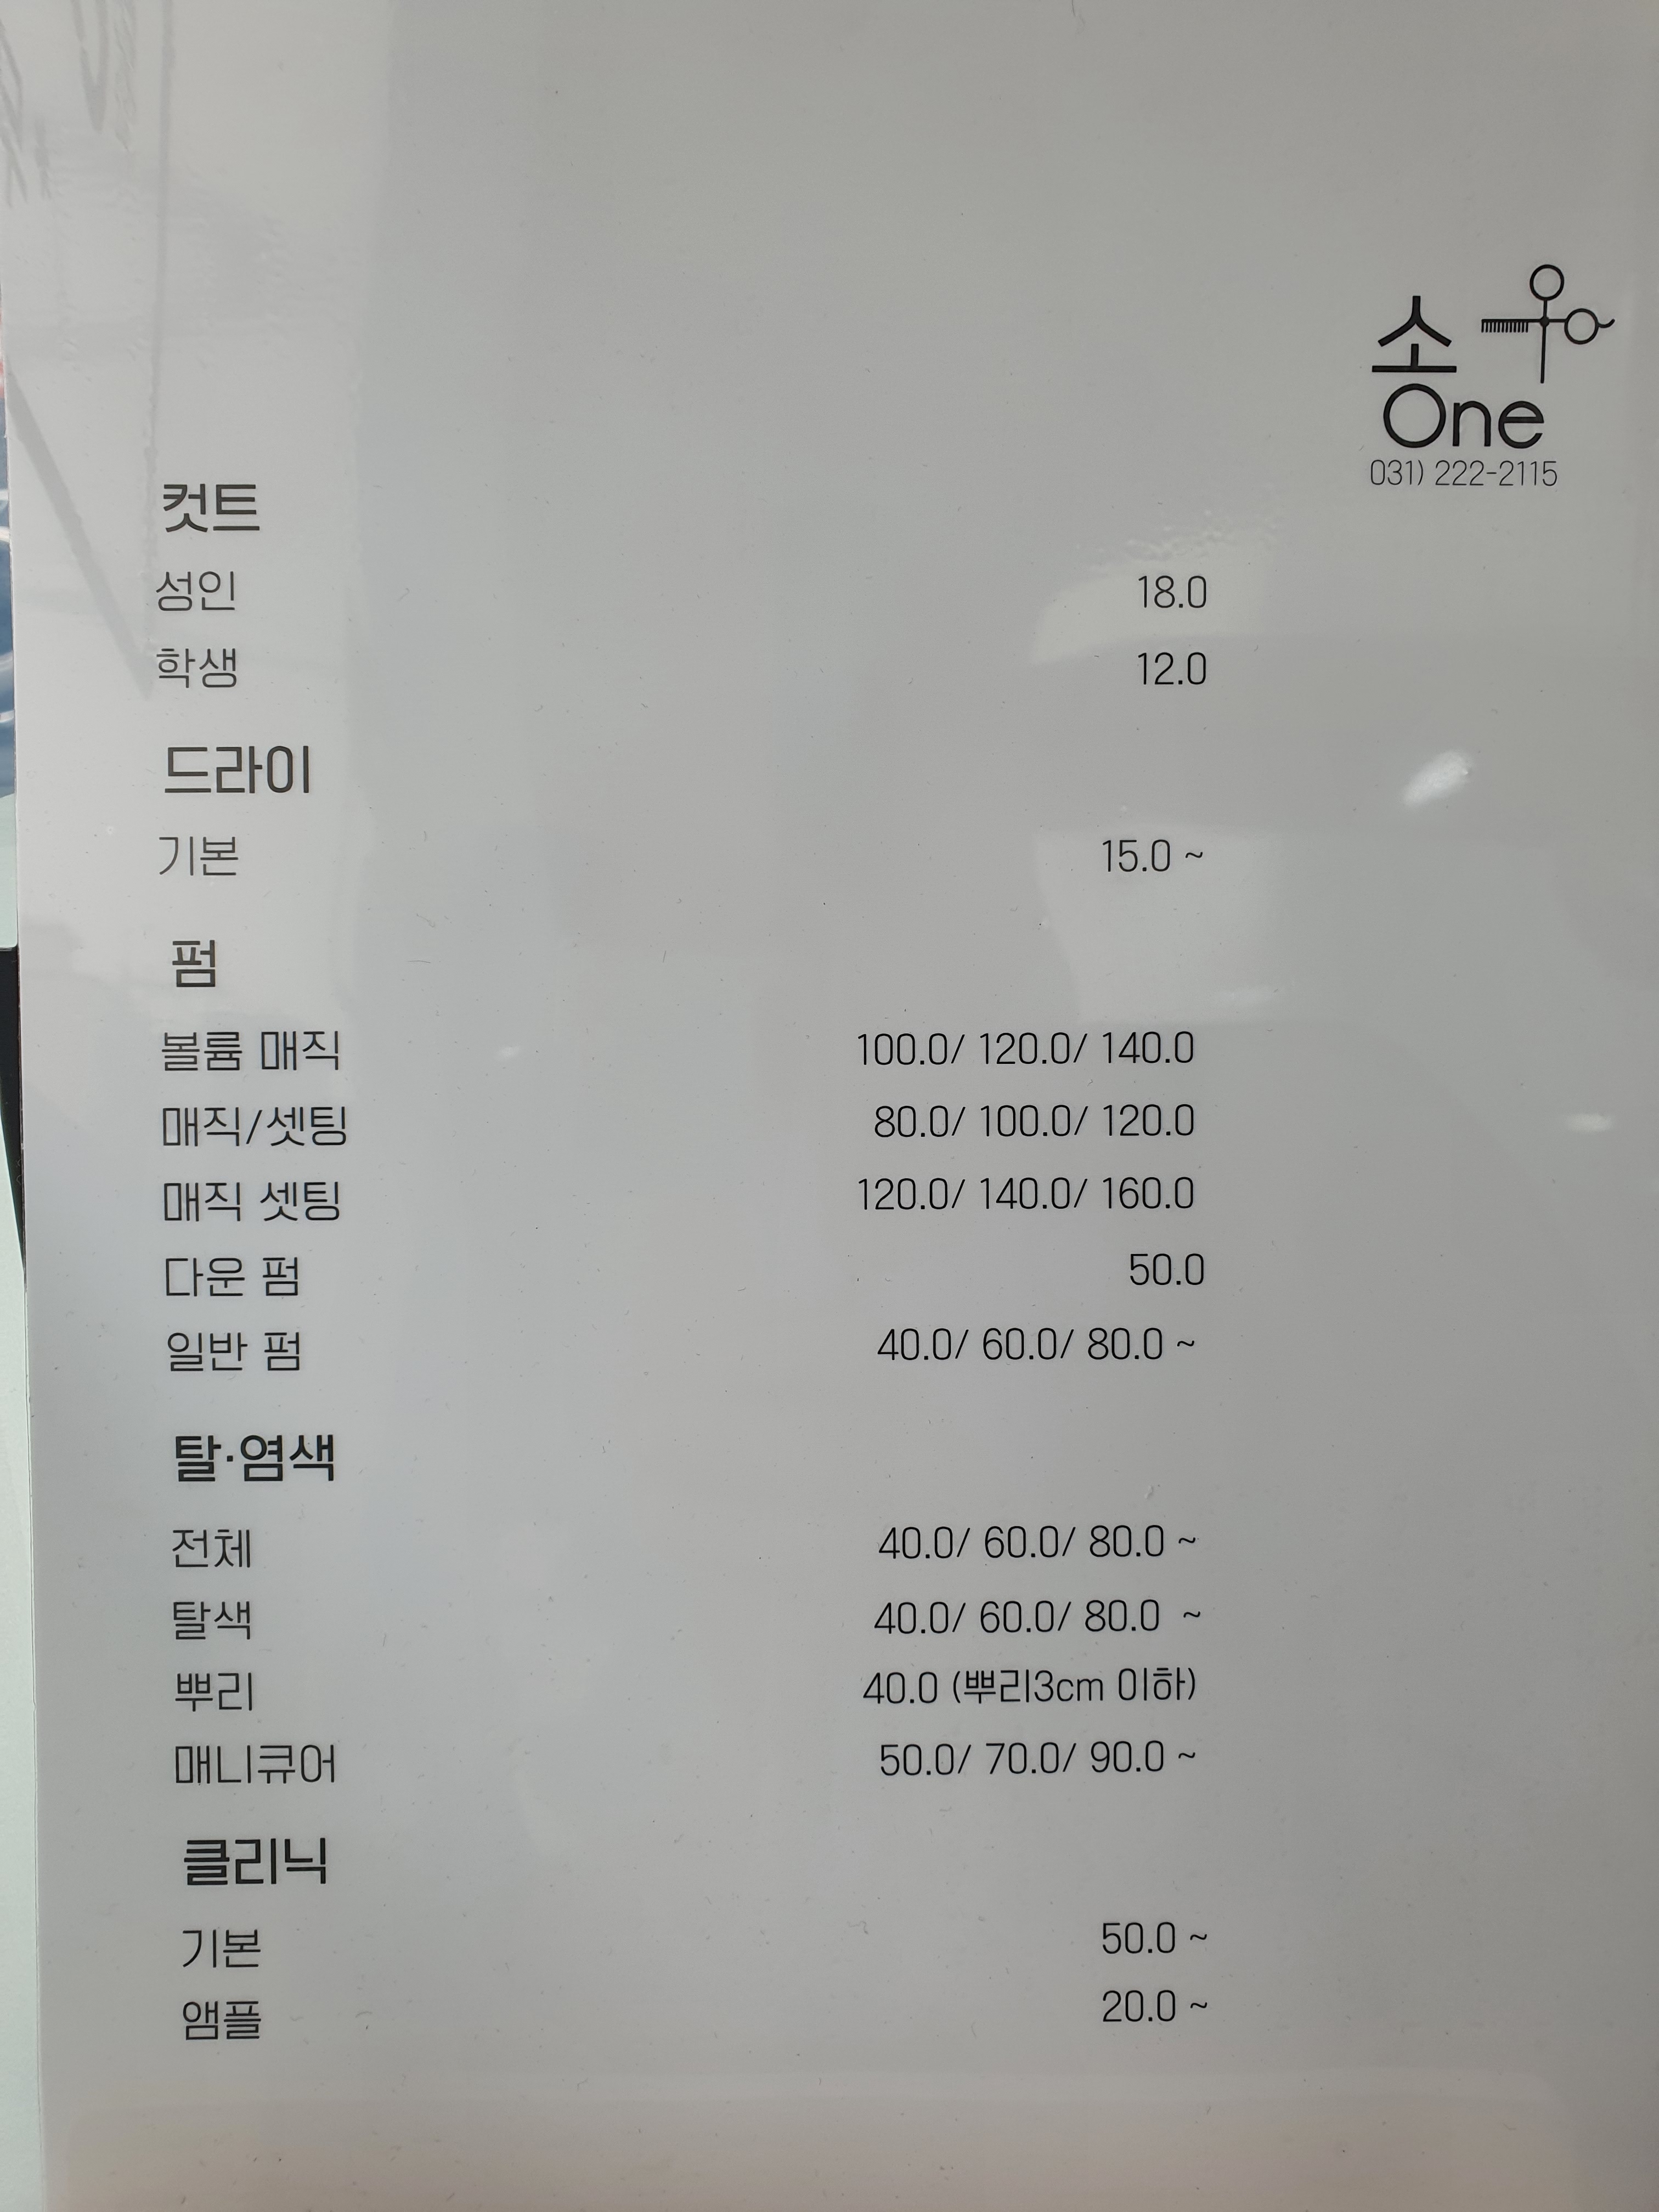 소
One
031) 222-2115
컷트
성인 18.0
학생 12.0
드라이
기본 15.0 ~
펌
볼륨 매직 100.0/ 120.0/ 140.0
매직/셋팅 80.0/ 100.0/ 120.0
매직 셋팅 120.0/ 140.0/ 160.0
다운 펌 50.0
일반 펌 40.0/ 60.0/ 80.0 ~
탈·염색
전체 40.0/ 60.0/ 80.0 ~
탈색 40.0/ 60.0/ 80.0 ~
뿌리 40.0 (뿌리3cm 이하)
매니큐어 50.0/ 70.0/ 90.0 ~
클리닉
기본 50.0 ~
앰플 20.0 ~